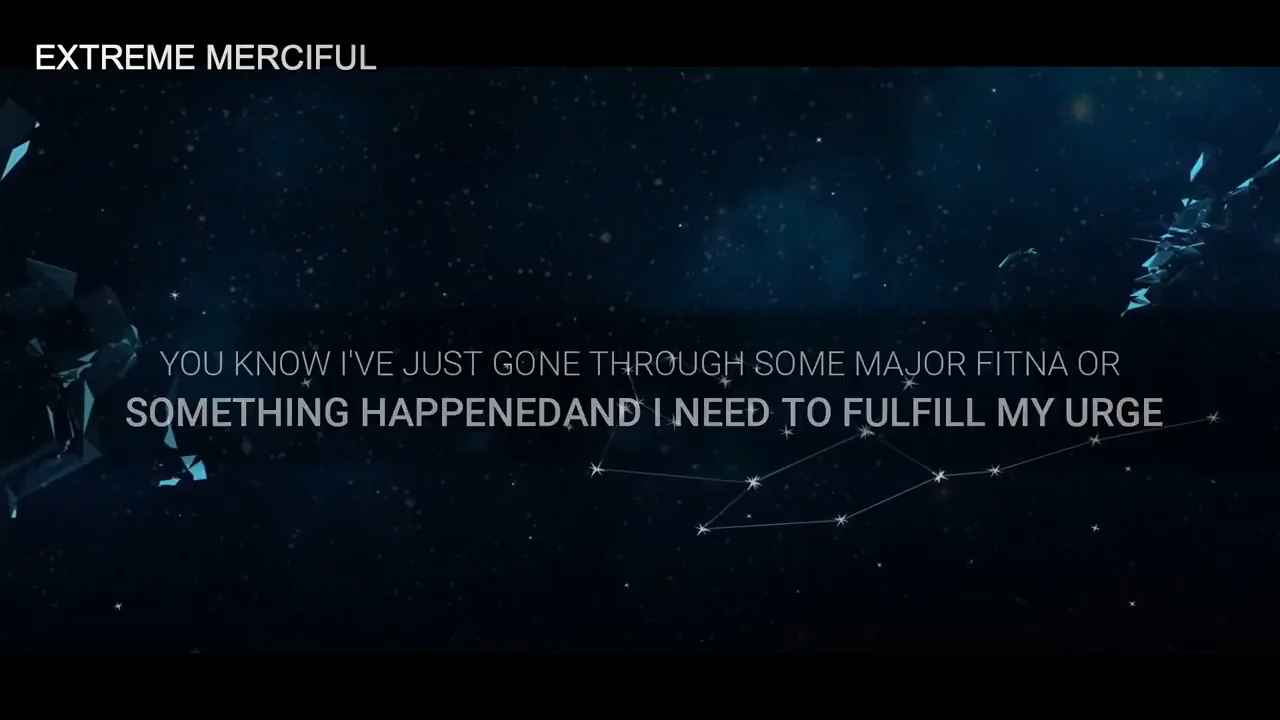 EXTREME MERCIFUL
YOU KNOW I'VE JUST GONE THROUGH SOME MAJOR FITNA OR
SOMETHING HAPPENEDAND I NEED TO FULFILL MY URGE